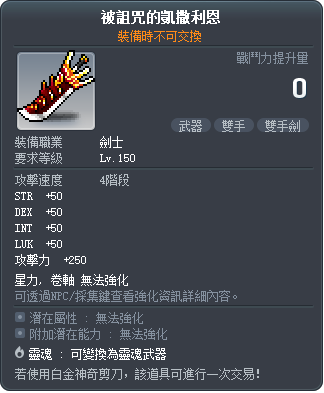 被詛咒的凱撒利恩
裝備時不可交換
戰鬥力提升量
0
武器 雙手 雙手劍
裝備職業 劍士
要求等級 Lv.150
攻擊速度 4階段
STR +50
DEX +50
INT +50
LUK +50
攻擊力 +250
星力, 卷軸 無法強化
可透過NPC/採集鍵查看強化資訊詳細內容。
潛在屬性 : 無法強化
附加潛在能力 : 無法強化
靈魂 : 可變換為靈魂武器
若使用白金神奇剪刀, 該道具可進行一次交易!